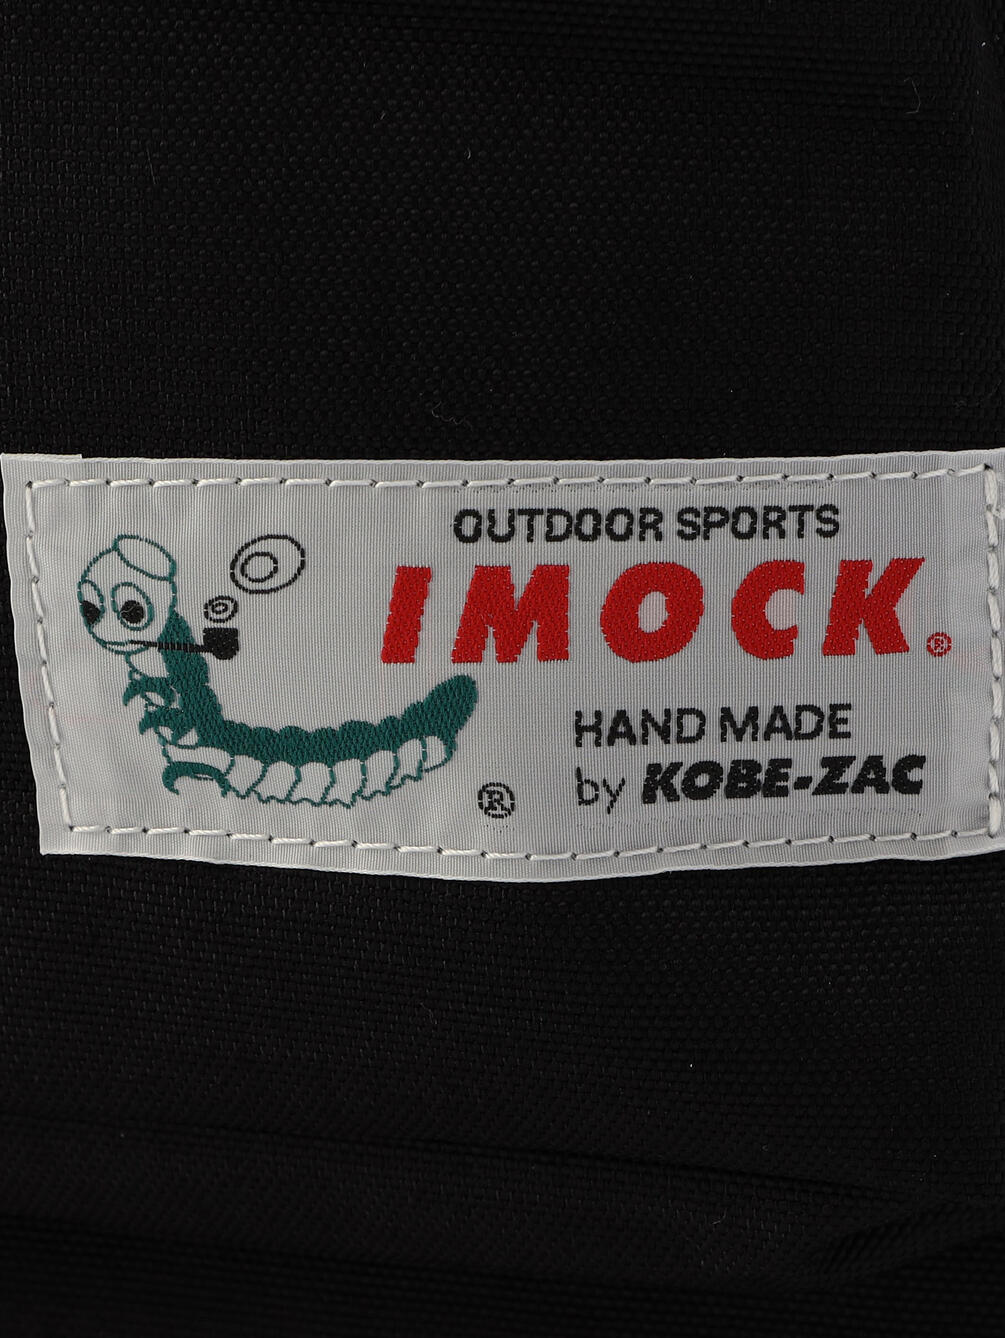 OUTDOOR SPORTS
IMOCK®
HAND MADE
by KOBE-ZAC
®